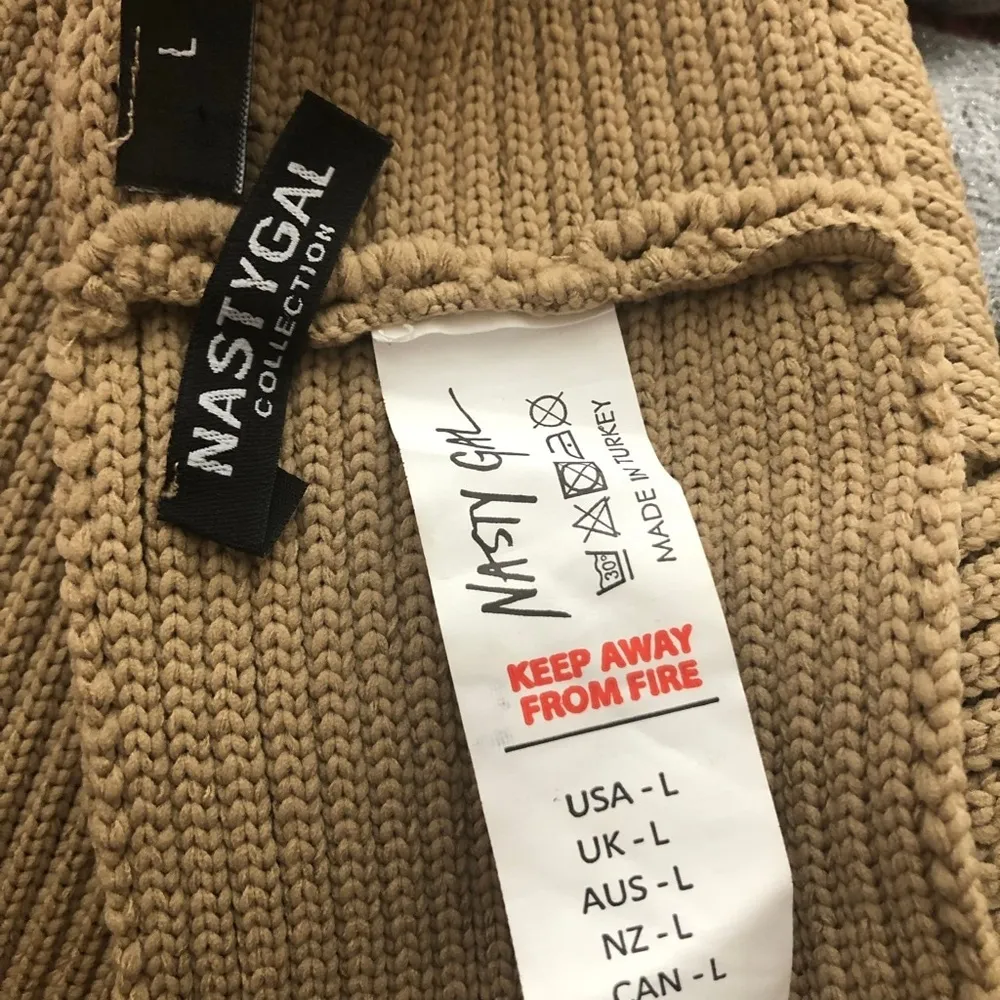 L
NASTYGAL
COLLECTION
NASTY GAL
30°
MADE IN TURKEY
KEEP AWAY
FROM FIRE
USA - L
UK - L
AUS - L
NZ - L
CAN - L